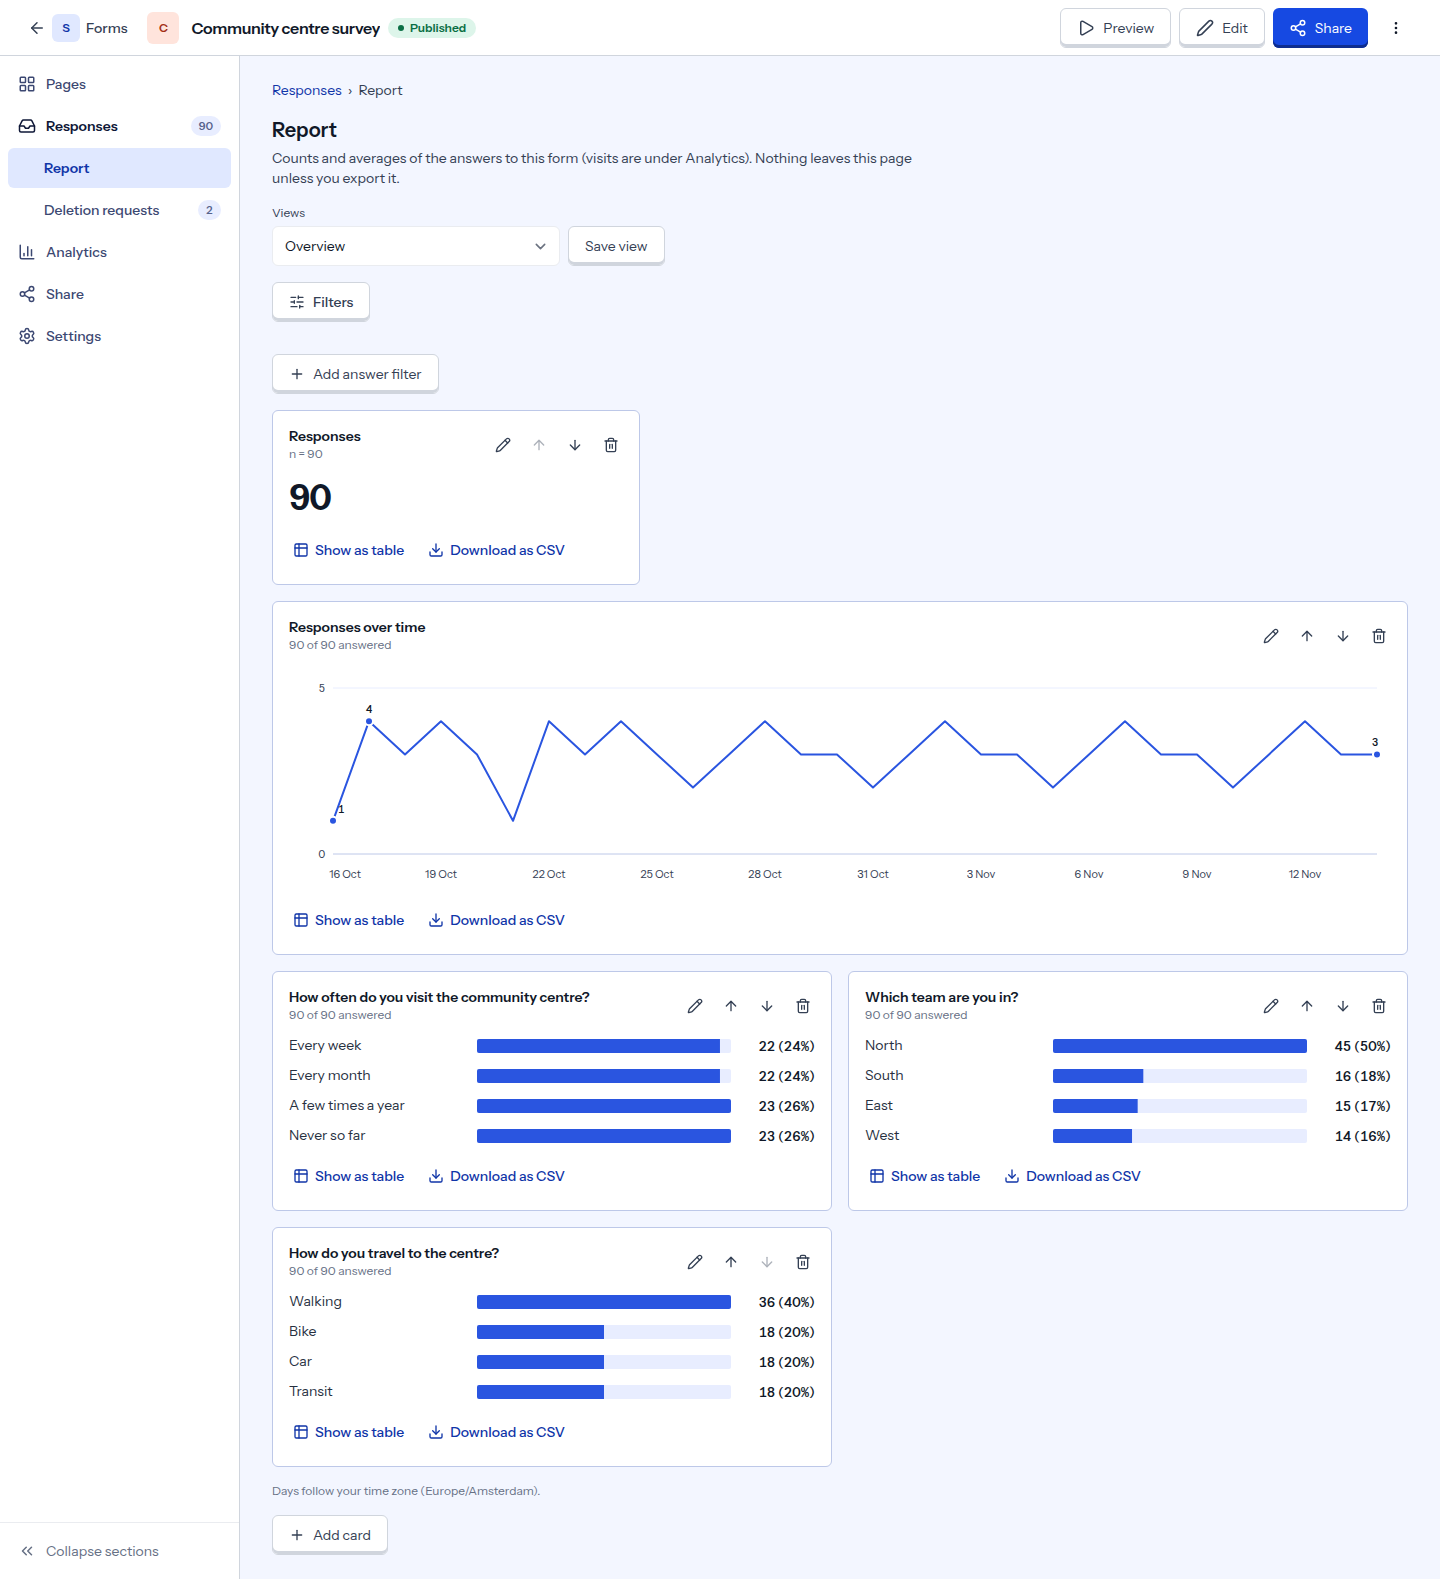 S Forms C Community centre survey Published Preview Edit Share
Pages
Responses 90
Report
Deletion requests 2
Analytics
Share
Settings
Collapse sections
Responses › Report
Report
Counts and averages of the answers to this form (visits are under Analytics). Nothing leaves this page
unless you export it.
Views
Overview Save view
Filters
Add answer filter
Responses
n = 90
90
Show as table Download as CSV
Responses over time
90 of 90 answered
5
4
3
1
0
16 Oct 19 Oct 22 Oct 25 Oct 28 Oct 31 Oct 3 Nov 6 Nov 9 Nov 12 Nov
Show as table Download as CSV
How often do you visit the community centre?
90 of 90 answered
Every week 22 (24%)
Every month 22 (24%)
A few times a year 23 (26%)
Never so far 23 (26%)
Show as table Download as CSV
Which team are you in?
90 of 90 answered
North 45 (50%)
South 16 (18%)
East 15 (17%)
West 14 (16%)
Show as table Download as CSV
How do you travel to the centre?
90 of 90 answered
Walking 36 (40%)
Bike 18 (20%)
Car 18 (20%)
Transit 18 (20%)
Show as table Download as CSV
Days follow your time zone (Europe/Amsterdam).
Add card